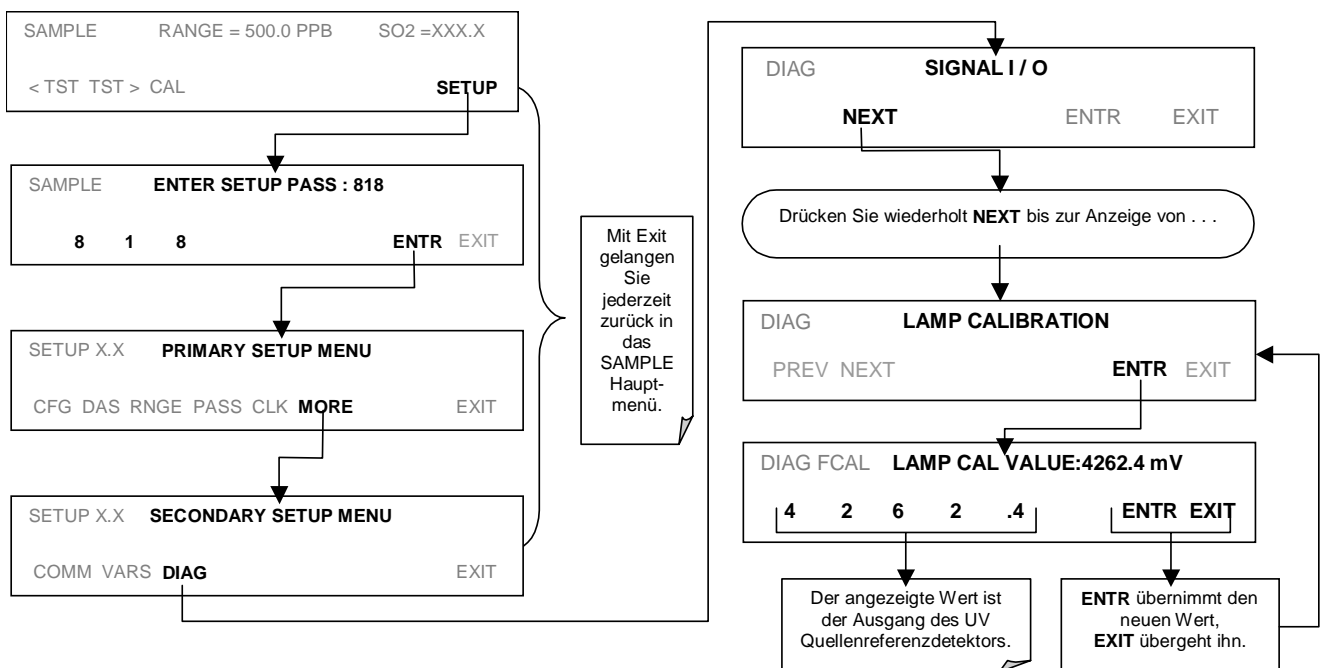 SAMPLE RANGE = 500.0 PPB SO2 =XXX.X
< TST TST > CAL SETUP
SAMPLE ENTER SETUP PASS : 818
8 1 8 ENTR EXIT
SETUP X.X PRIMARY SETUP MENU
CFG DAS RNGE PASS CLK MORE EXIT
SETUP X.X SECONDARY SETUP MENU
COMM VARS DIAG EXIT
Mit Exit
gelangen
Sie
jederzeit
zurück in
das
SAMPLE
Haupt-
menü.
DIAG SIGNAL I / O
NEXT ENTR EXIT
Drücken Sie wiederholt NEXT bis zur Anzeige von . . .
DIAG LAMP CALIBRATION
PREV NEXT ENTR EXIT
DIAG FCAL LAMP CAL VALUE:4262.4 mV
4 2 6 2 .4 ENTR EXIT
Der angezeigte Wert ist
der Ausgang des UV
Quellenreferenzdetektors.
ENTR übernimmt den
neuen Wert,
EXIT übergeht ihn.